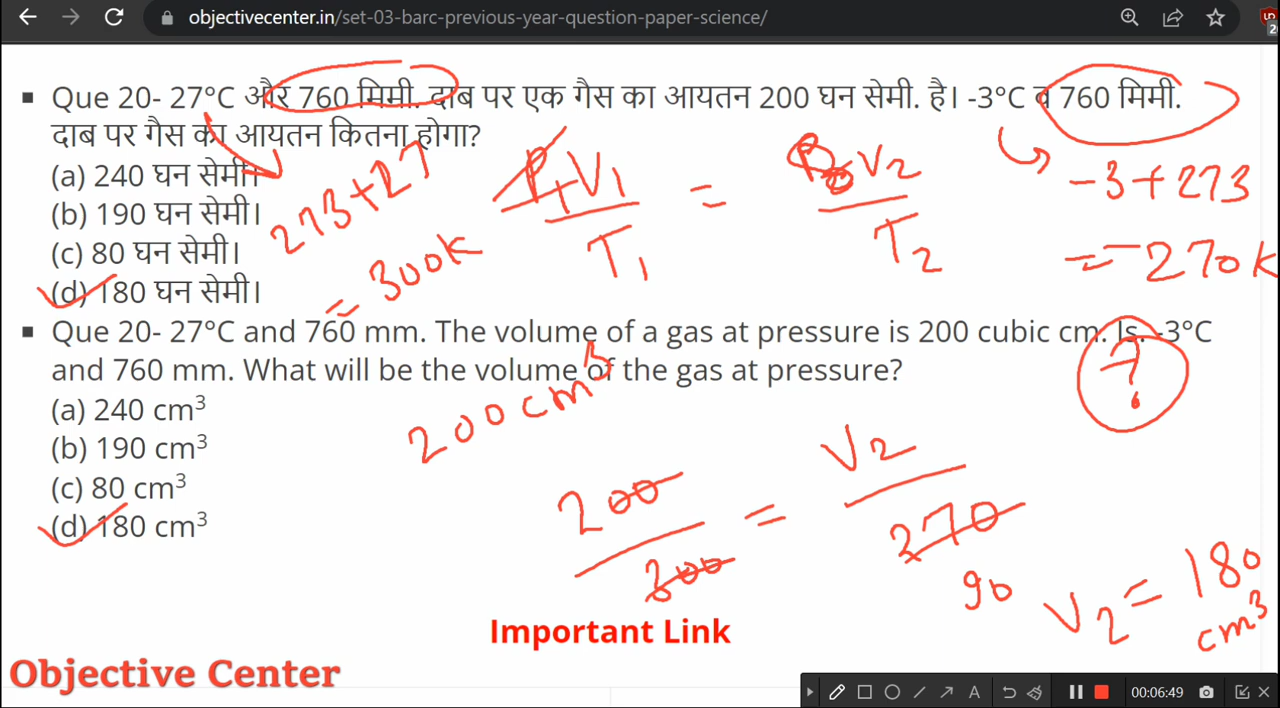 objectivecenter.in/set-03-barc-previous-year-question-paper-science/
2
Que 20- 27°C और 760 मिमी. दाब पर एक गैस का आयतन 200 घन सेमी. है। -3°C व 760 मिमी.
दाब पर गैस का आयतन कितना होगा?
(a) 240 घन सेमी।
(b) 190 घन सेमी।
(c) 80 घन सेमी।
(d) 180 घन सेमी।
273+27
= 300k
P1V1 / T1 = P2V2 / T2
-3+273
= 270k
Que 20- 27°C and 760 mm. The volume of a gas at pressure is 200 cubic cm. Is. -3°C
and 760 mm. What will be the volume of the gas at pressure?
(a) 240 cm³
(b) 190 cm³
(c) 80 cm³
(d) 180 cm³
200cm³
?
200 / 300 = V2 / 270
90
V2 = 180
cm³
Important Link
Objective Center
A
00:06:49